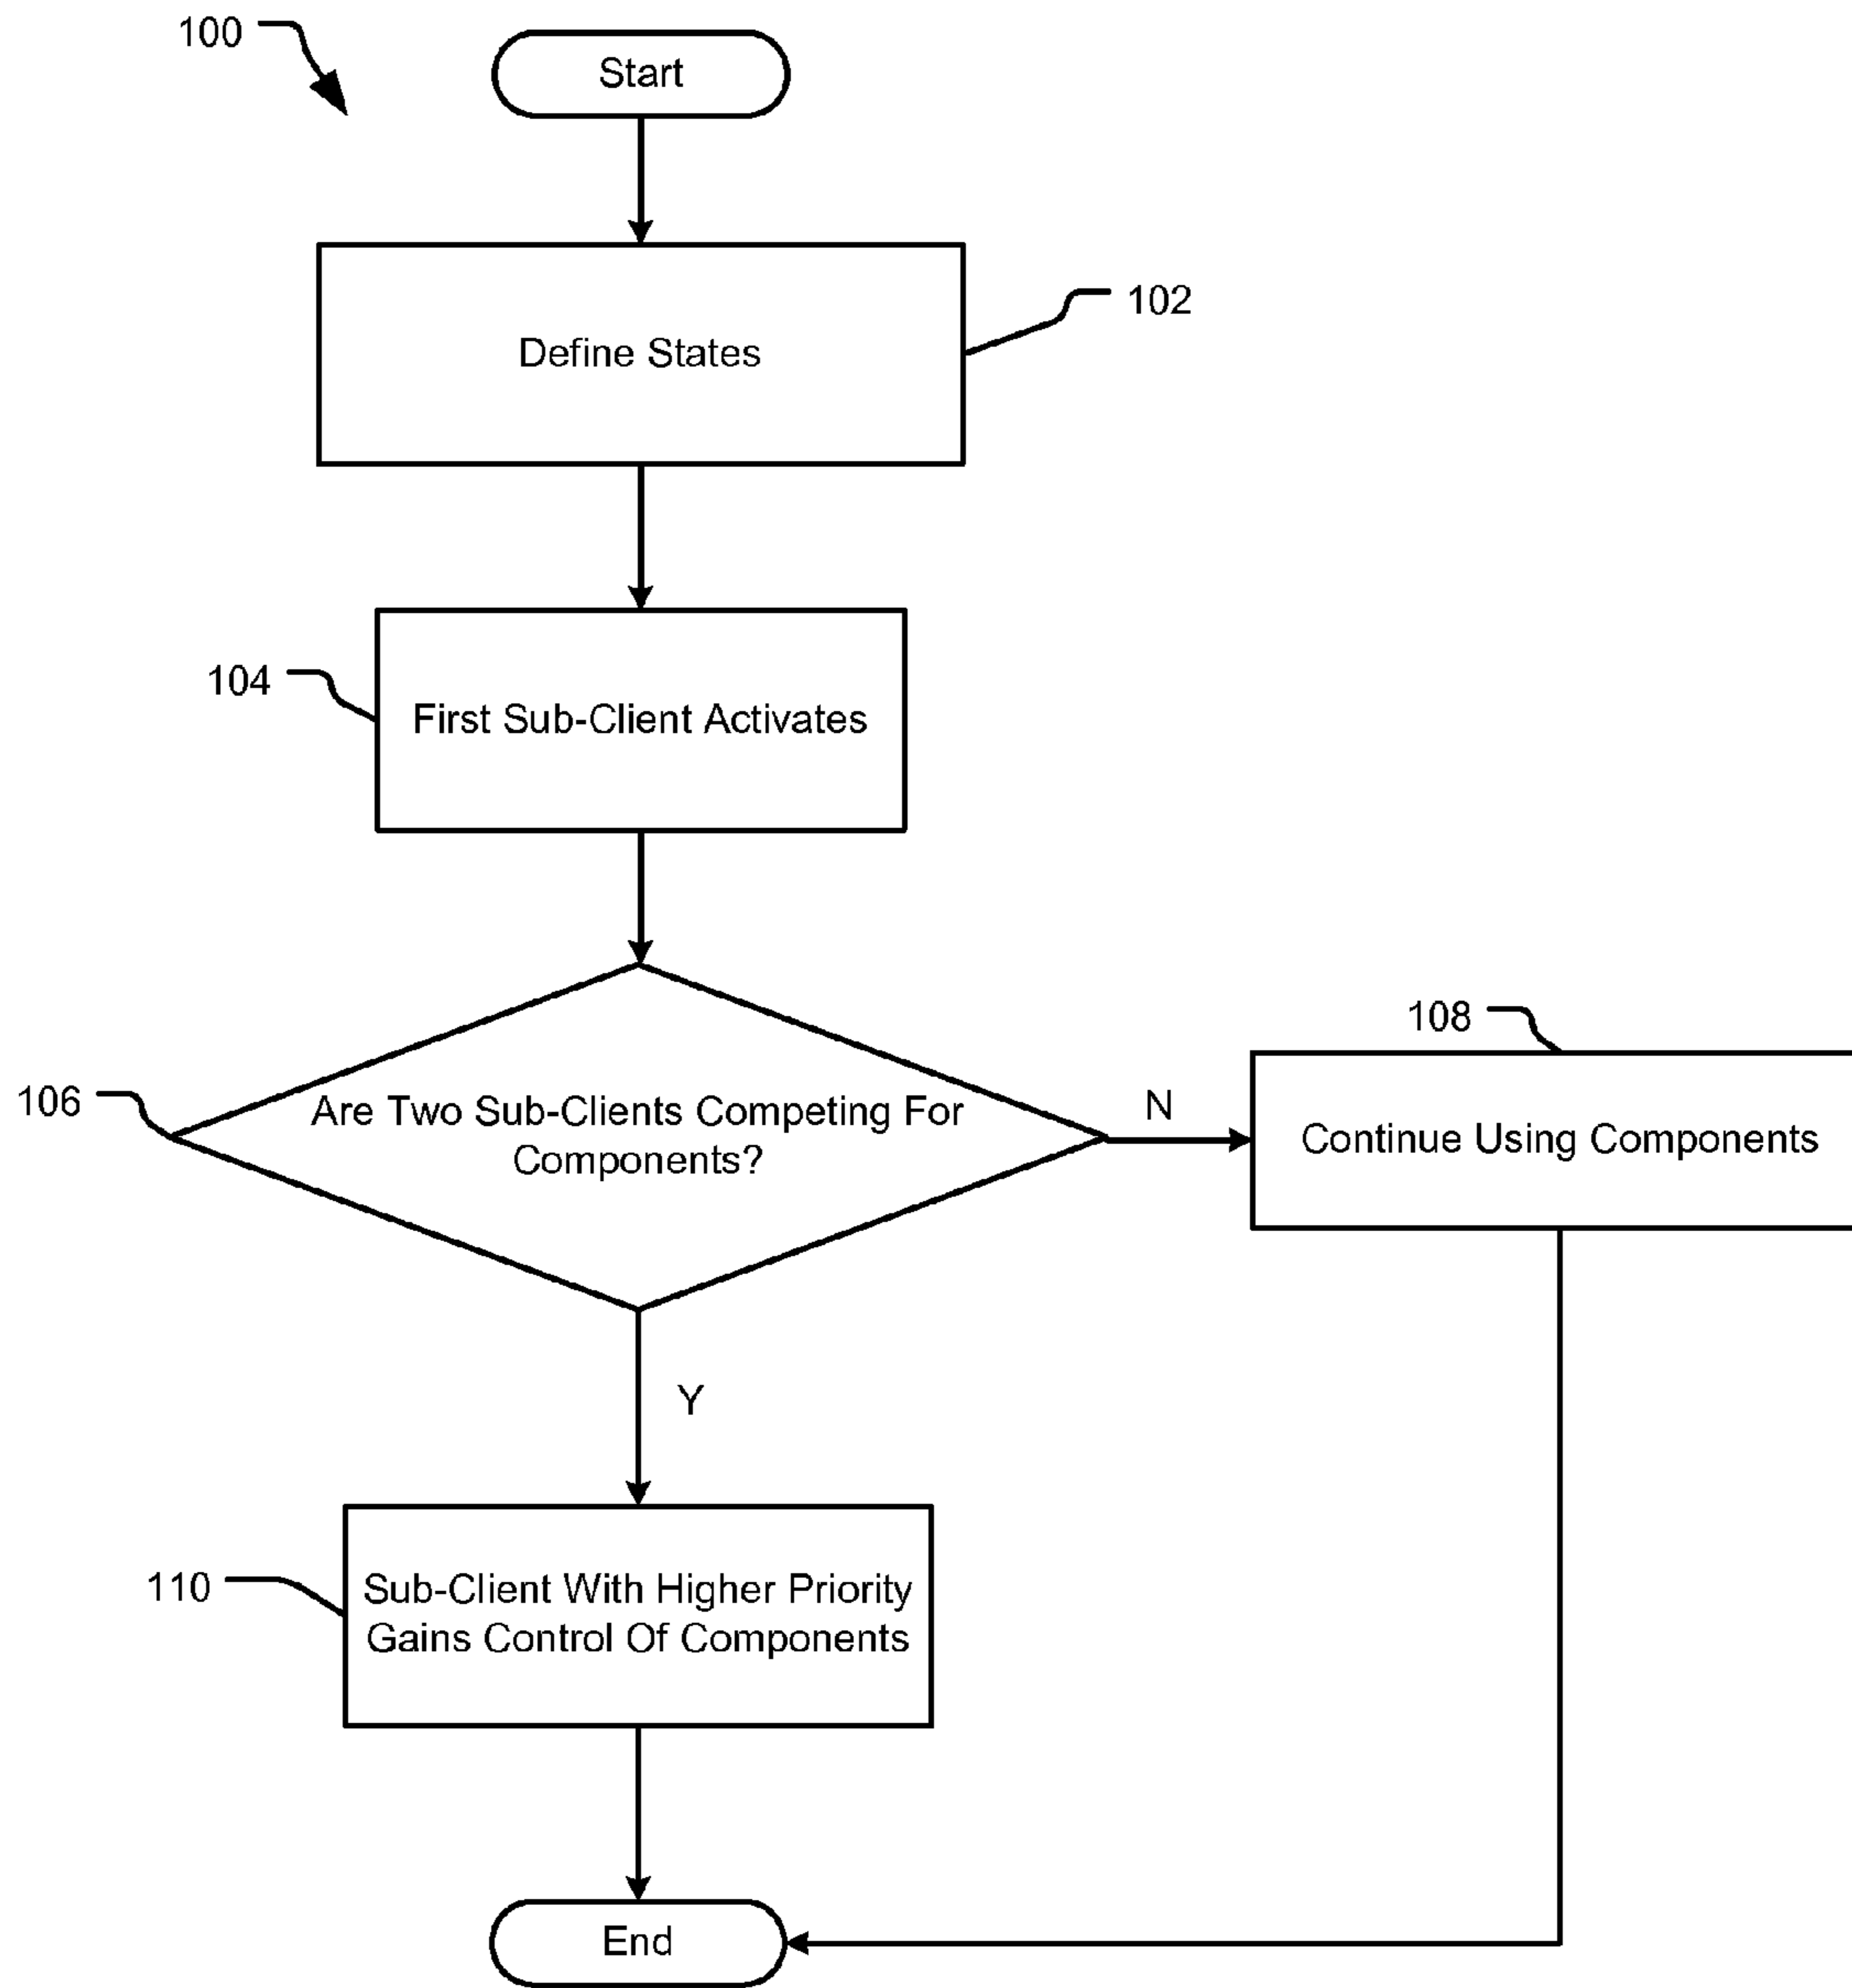 100
Start
102
Define States
104
First Sub-Client Activates
106
Are Two Sub-Clients Competing For
Components?
N
108
Continue Using Components
Y
110
Sub-Client With Higher Priority
Gains Control Of Components
End